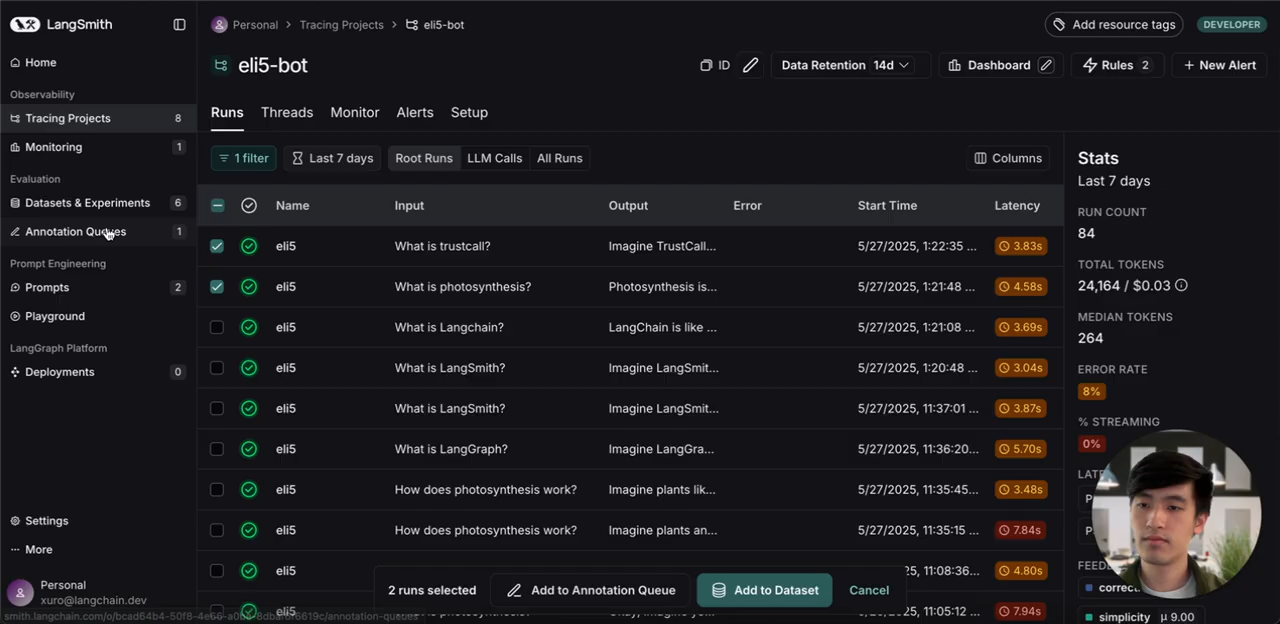 LangSmith
Personal > Tracing Projects > eli5-bot
Add resource tags
DEVELOPER
Home
Observability
Tracing Projects 8
Monitoring 1
Evaluation
Datasets & Experiments 6
Annotation Queues 1
Prompt Engineering
Prompts 2
Playground
LangGraph Platform
Deployments 0
Settings
More
Personal
xuro@langchain.dev
eli5-bot
ID
Data Retention 14d
Dashboard
Rules 2
New Alert
Runs Threads Monitor Alerts Setup
1 filter Last 7 days Root Runs LLM Calls All Runs Columns
Name Input Output Error Start Time Latency
eli5 What is trustcall? Imagine TrustCall... 5/27/2025, 1:22:35 ... 3.83s
eli5 What is photosynthesis? Photosynthesis is... 5/27/2025, 1:21:48 ... 4.58s
eli5 What is Langchain? LangChain is like ... 5/27/2025, 1:21:08 ... 3.69s
eli5 What is LangSmith? Imagine LangSmit... 5/27/2025, 1:20:48 ... 3.04s
eli5 What is LangSmith? Imagine LangSmit... 5/27/2025, 11:37:01 ... 3.87s
eli5 What is LangGraph? Imagine LangGra... 5/27/2025, 11:36:20... 5.70s
eli5 How does photosynthesis work? Imagine plants lik... 5/27/2025, 11:35:45... 3.48s
eli5 How does photosynthesis work? Imagine plants an... 5/27/2025, 11:35:15 ... 7.84s
eli5 25, 11:08:36... 4.80s
eli5 25, 11:05:12 ... 7.94s
2 runs selected Add to Annotation Queue Add to Dataset Cancel
Stats
Last 7 days
RUN COUNT
84
TOTAL TOKENS
24,164 / $0.03
MEDIAN TOKENS
264
ERROR RATE
8%
% STREAMING
0%
simplicity μ 9.00